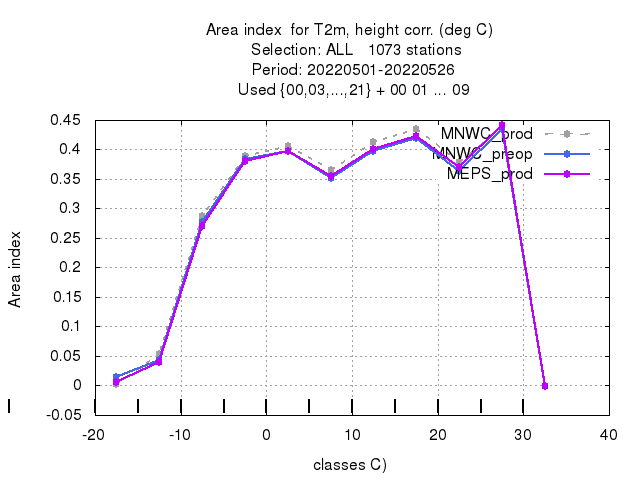 Area index  for T2m, height corr. (deg C)
Selection: ALL   1073 stations
Period: 20220501-20220526
Used {00,03,...,21} + 00 01 ... 09
0.45
0.4
0.35
0.3
0.25
0.2
0.15
0.1
0.05
0
-0.05
Area index
MNWC_prod
MNWC_preop
MEPS_prod
-20 -10 0 10 20 30 40
classes C)